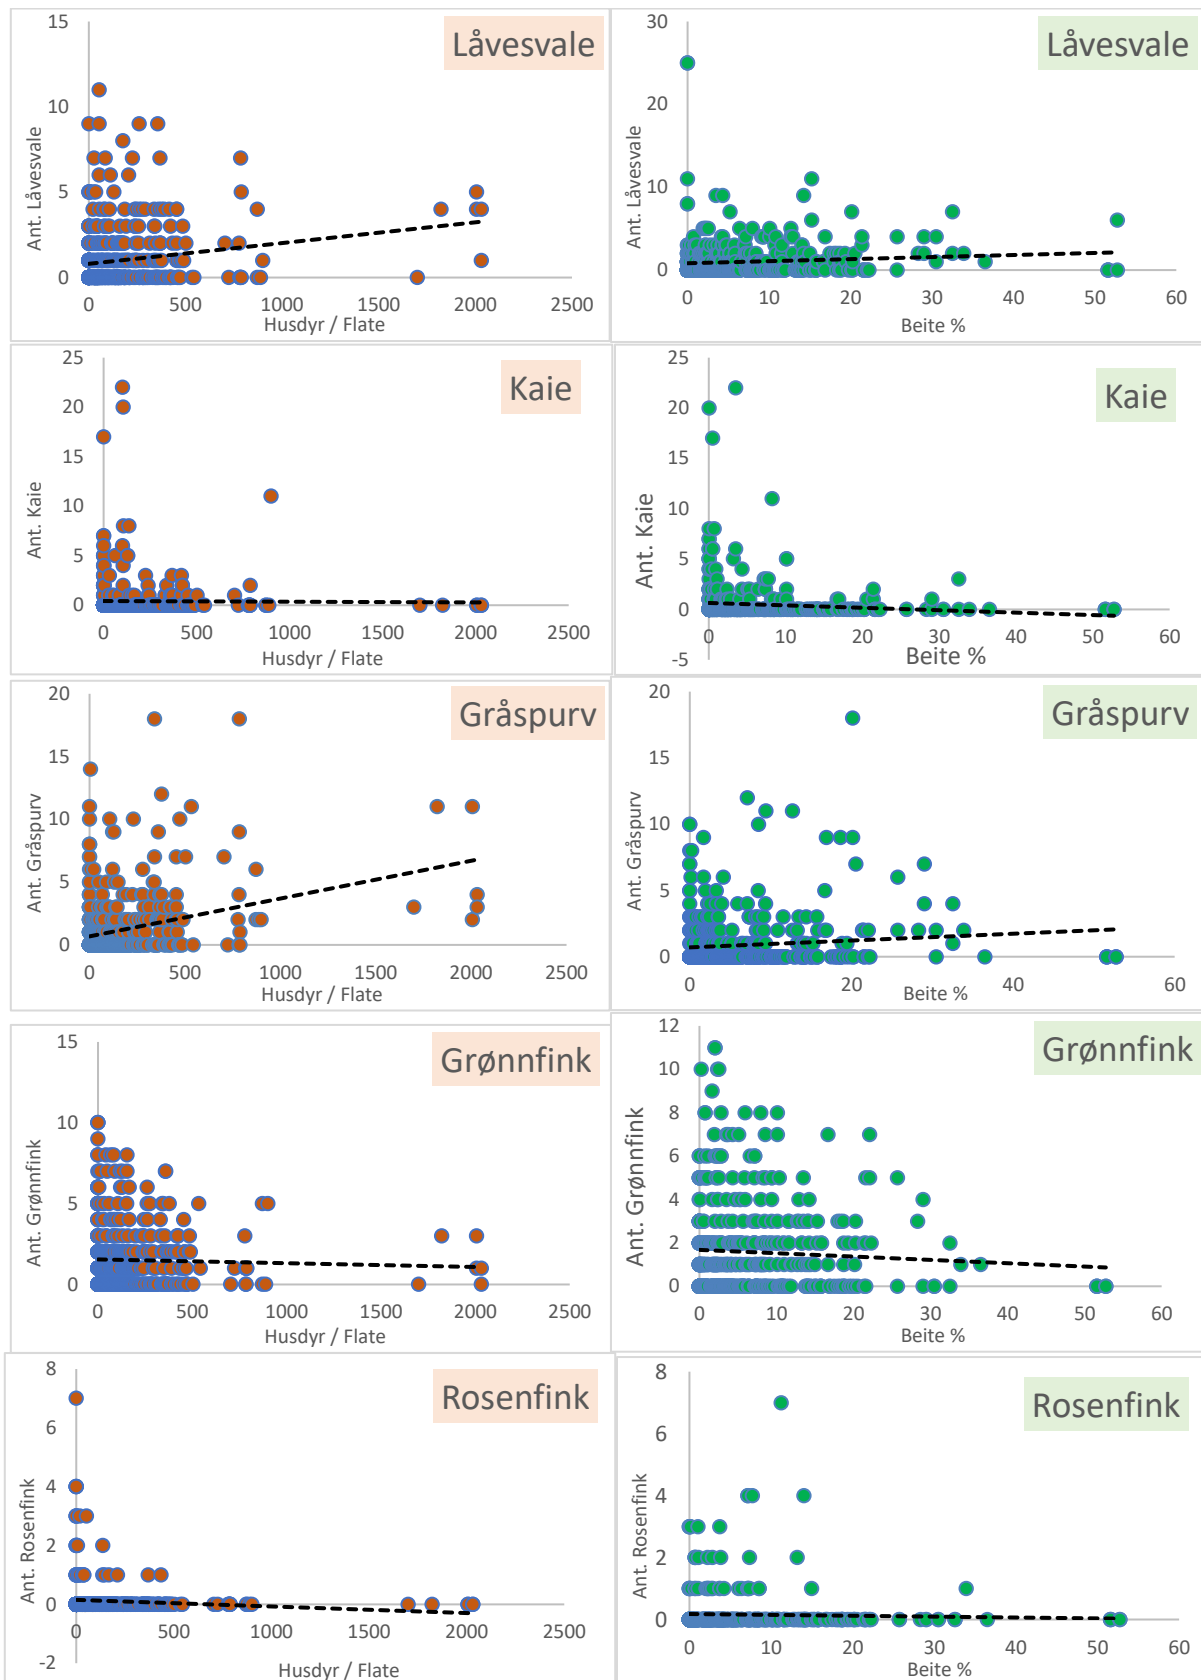 Låvesvale
15
10
5
0
Ant. Låvesvale
0 500 1000 1500 2000 2500
Husdyr / Flate
Låvesvale
30
20
10
0
Ant. Låvesvale
0 10 20 30 40 50 60
Beite %
Kaie
25
20
15
10
5
0
Ant. Kaie
0 500 1000 1500 2000 2500
Husdyr / Flate
Kaie
25
20
15
10
5
0
-5
Ant. Kaie
0 10 20 30 40 50 60
Beite %
Gråspurv
20
15
10
5
0
Ant. Gråspurv
0 500 1000 1500 2000 2500
Husdyr / Flate
Gråspurv
20
15
10
5
0
Ant. Gråspurv
0 20 40 60
Beite %
Grønnfink
15
10
5
0
Ant. Grønnfink
0 500 1000 1500 2000 2500
Husdyr / Flate
Grønnfink
12
10
8
6
4
2
0
Ant. Grønnfink
0 10 20 30 40 50 60
Beite %
Rosenfink
8
6
4
2
0
-2
Ant. Rosenfink
0 500 1000 1500 2000 2500
Husdyr / Flate
Rosenfink
8
6
4
2
0
Ant. Rosenfink
0 10 20 30 40 50 60
Beite %